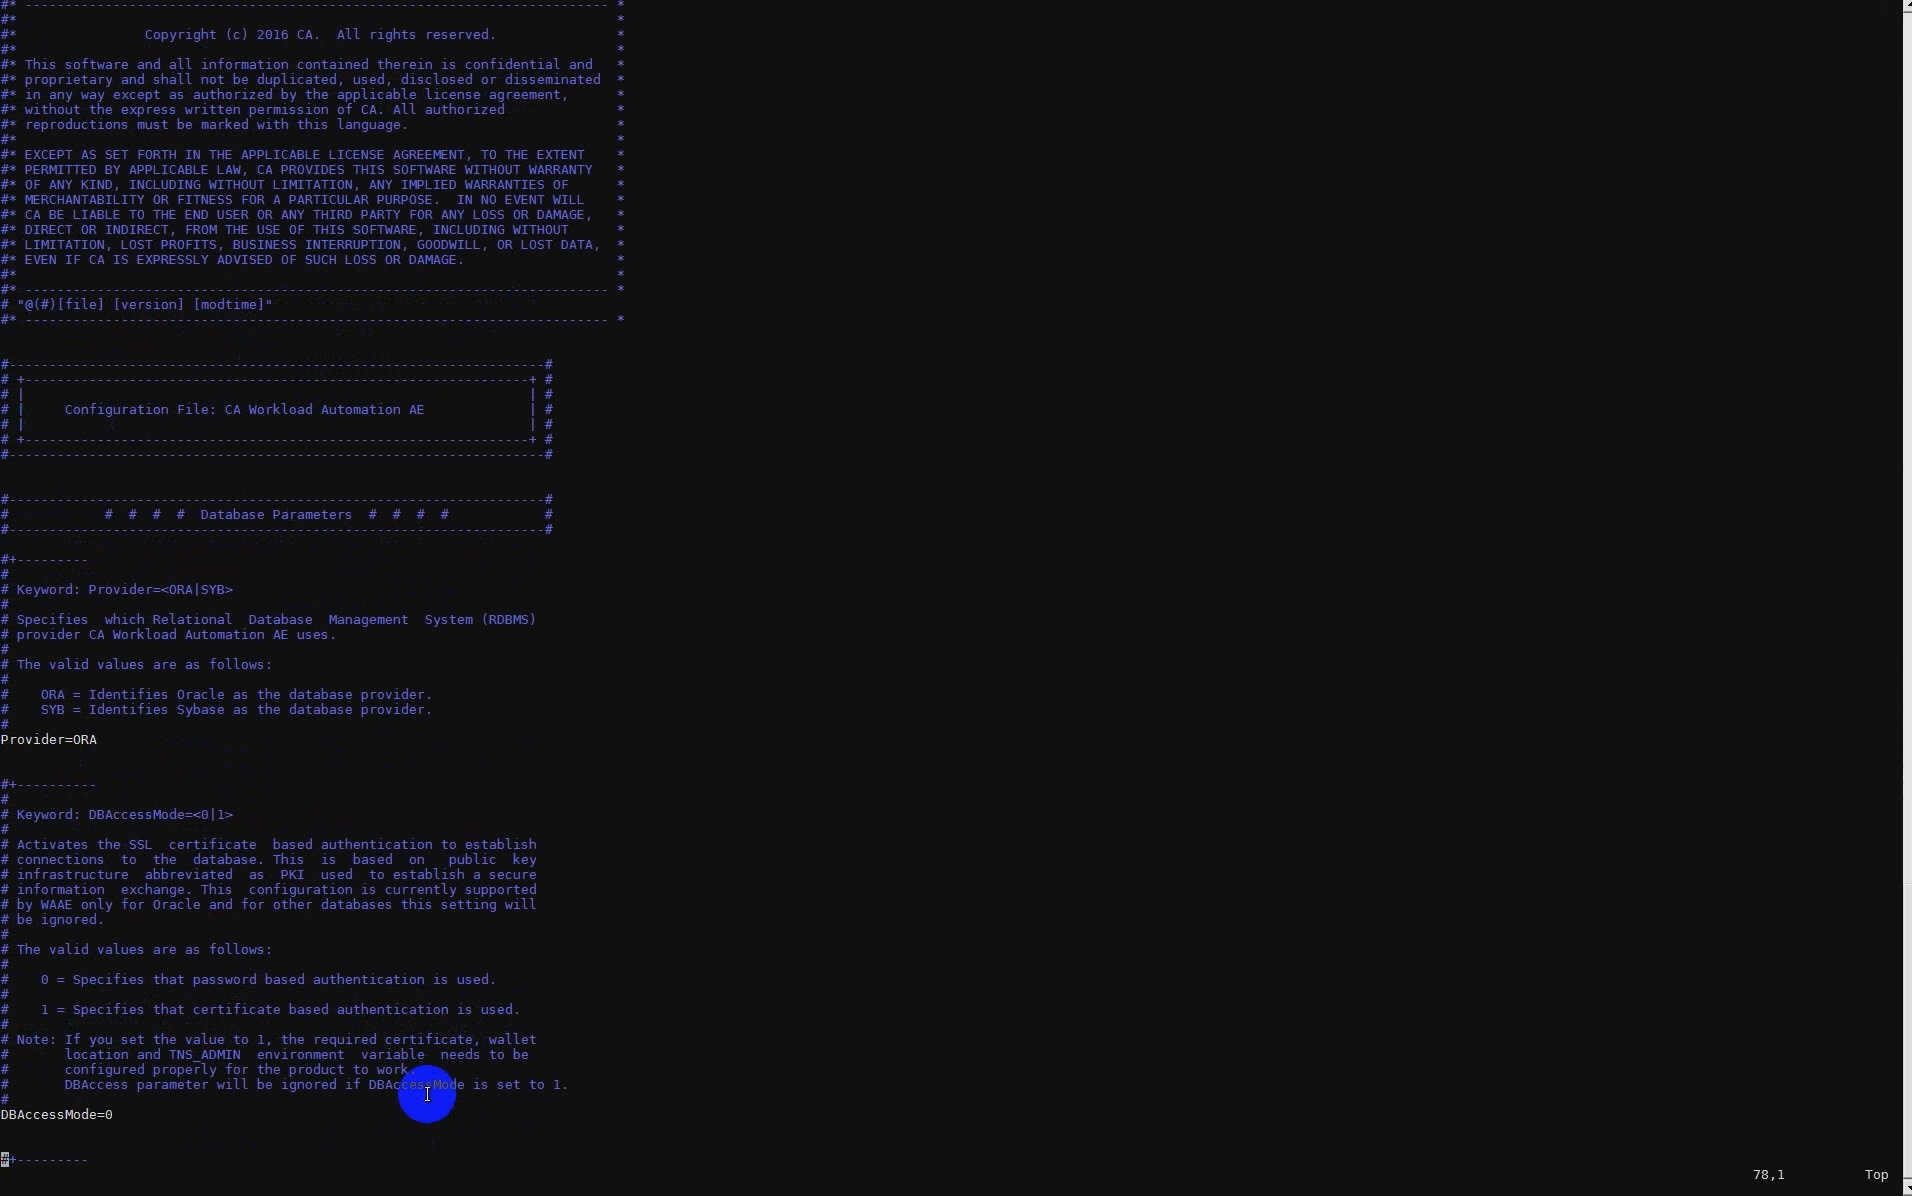 #* ------------------------------------------------------------------------- *
#*                                                                           *
#*                Copyright (c) 2016 CA.  All rights reserved.               *
#*                                                                           *
#* This software and all information contained therein is confidential and   *
#* proprietary and shall not be duplicated, used, disclosed or disseminated  *
#* in any way except as authorized by the applicable license agreement,      *
#* without the express written permission of CA. All authorized              *
#* reproductions must be marked with this language.                          *
#*                                                                           *
#* EXCEPT AS SET FORTH IN THE APPLICABLE LICENSE AGREEMENT, TO THE EXTENT    *
#* PERMITTED BY APPLICABLE LAW, CA PROVIDES THIS SOFTWARE WITHOUT WARRANTY   *
#* OF ANY KIND, INCLUDING WITHOUT LIMITATION, ANY IMPLIED WARRANTIES OF      *
#* MERCHANTABILITY OR FITNESS FOR A PARTICULAR PURPOSE.  IN NO EVENT WILL    *
#* CA BE LIABLE TO THE END USER OR ANY THIRD PARTY FOR ANY LOSS OR DAMAGE,   *
#* DIRECT OR INDIRECT, FROM THE USE OF THIS SOFTWARE, INCLUDING WITHOUT      *
#* LIMITATION, LOST PROFITS, BUSINESS INTERRUPTION, GOODWILL, OR LOST DATA,  *
#* EVEN IF CA IS EXPRESSLY ADVISED OF SUCH LOSS OR DAMAGE.                   *
#*                                                                           *
#* ------------------------------------------------------------------------- *
# "@(#)[file] [version] [modtime]"
#* ------------------------------------------------------------------------- *

#-------------------------------------------------------------------#
# +---------------------------------------------------------------+ #
# |                                                               | #
# |     Configuration File: CA Workload Automation AE             | #
# |                                                               | #
# +---------------------------------------------------------------+ #
#-------------------------------------------------------------------#

#-------------------------------------------------------------------#
#            #  #  #  #  Database Parameters  #  #  #  #            #
#-------------------------------------------------------------------#

#+---------
#
# Keyword: Provider=<ORA|SYB>
#
# Specifies  which Relational  Database  Management  System (RDBMS)
# provider CA Workload Automation AE uses.
#
# The valid values are as follows:
#
#    ORA = Identifies Oracle as the database provider.
#    SYB = Identifies Sybase as the database provider.
#
Provider=ORA

#+----------
#
# Keyword: DBAccessMode=<0|1>
#
# Activates the SSL  certificate  based authentication to establish
# connections  to  the  database. This  is  based  on   public  key
# infrastructure  abbreviated  as  PKI  used  to establish a secure
# information  exchange. This  configuration is currently supported
# by WAAE only for Oracle and for other databases this setting will
# be ignored.
#
# The valid values are as follows:
#
#    0 = Specifies that password based authentication is used.
#
#    1 = Specifies that certificate based authentication is used.
#
# Note: If you set the value to 1, the required certificate, wallet
#       location and TNS_ADMIN  environment  variable  needs to be
#       configured properly for the product to work.
#       DBAccess parameter will be ignored if DBAccessMode is set to 1.
#
DBAccessMode=0

#+---------
78,1          Top